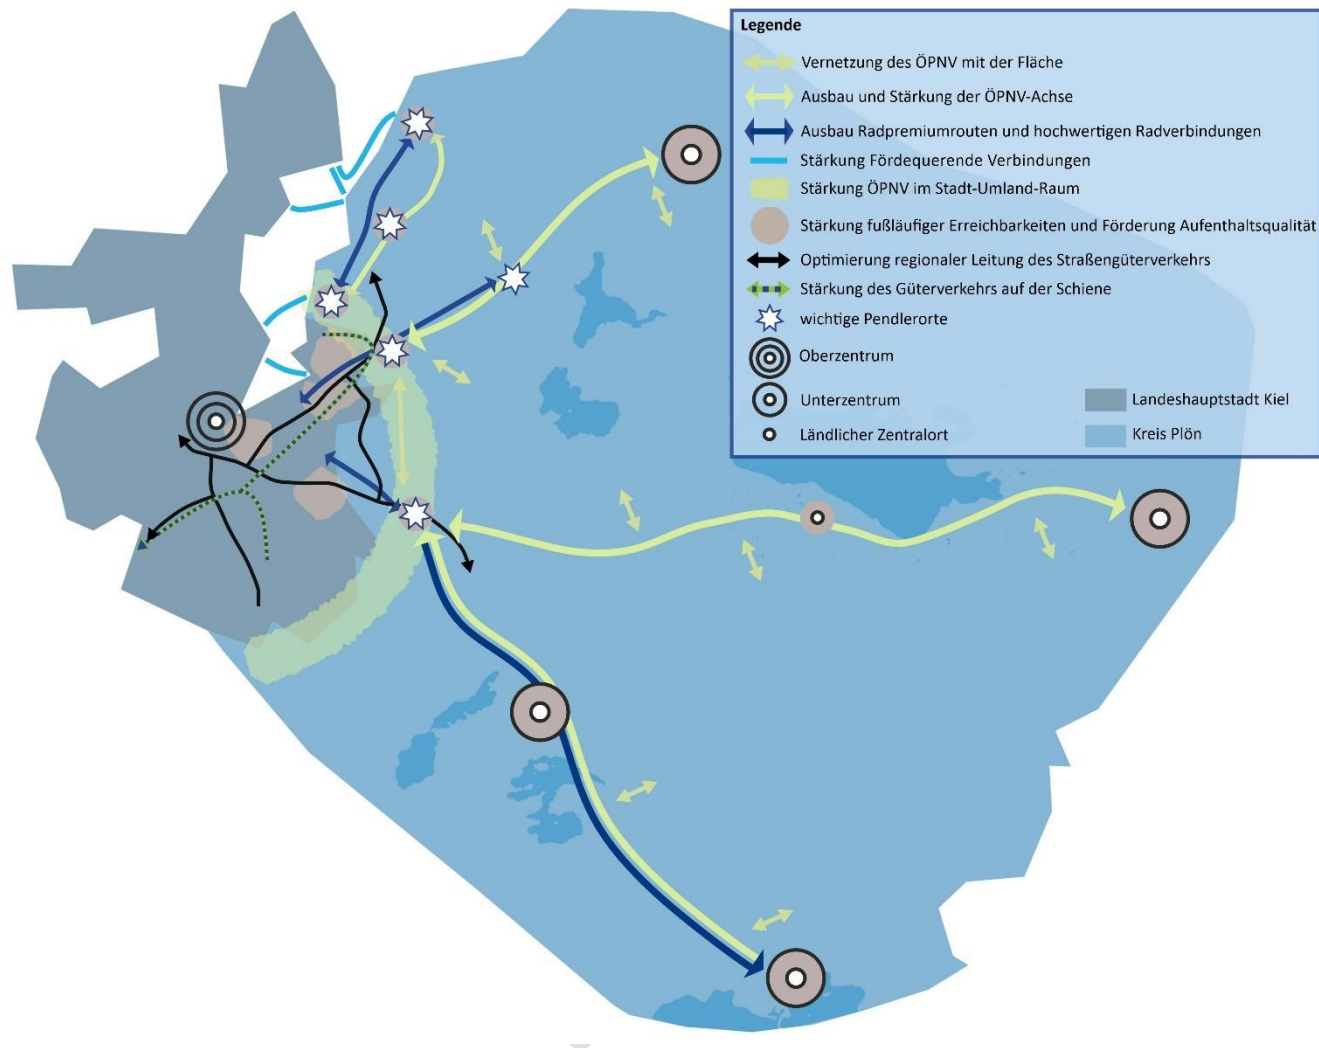 Legende
Vernetzung des ÖPNV mit der Fläche
Ausbau und Stärkung der ÖPNV-Achse
Ausbau Radpremiumrouten und hochwertigen Radverbindungen
Stärkung Fördequerende Verbindungen
Stärkung ÖPNV im Stadt-Umland-Raum
Stärkung fußläufiger Erreichbarkeiten und Förderung Aufenthaltsqualität
Optimierung regionaler Leitung des Straßengüterverkehrs
Stärkung des Güterverkehrs auf der Schiene
wichtige Pendlerorte
Oberzentrum
Unterzentrum
Ländlicher Zentralort
Landeshauptstadt Kiel
Kreis Plön